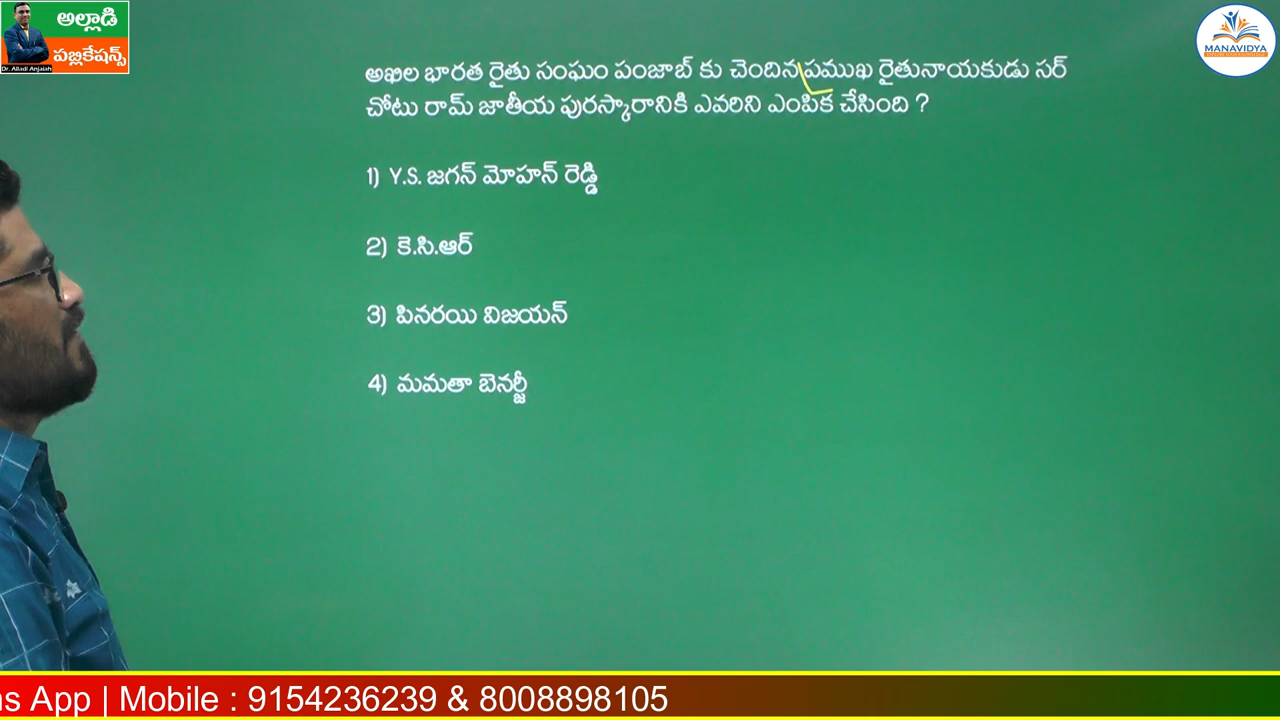 అల్లాడి
పబ్లికేషన్స్
Dr. Alladi Anjaiah
MANAVIDYA
అఖిల భారత రైతు సంఘం పంజాబ్ కు చెందిన ప్రముఖ రైతునాయకుడు సర్
చోటు రామ్ జాతీయ పురస్కారానికి ఎవరిని ఎంపిక చేసింది ?
1) Y.S. జగన్ మోహన్ రెడ్డి
2) కె.సి.ఆర్
3) పినరయి విజయన్
4) మమతా బెనర్జీ
ns App | Mobile : 9154236239 & 8008898105